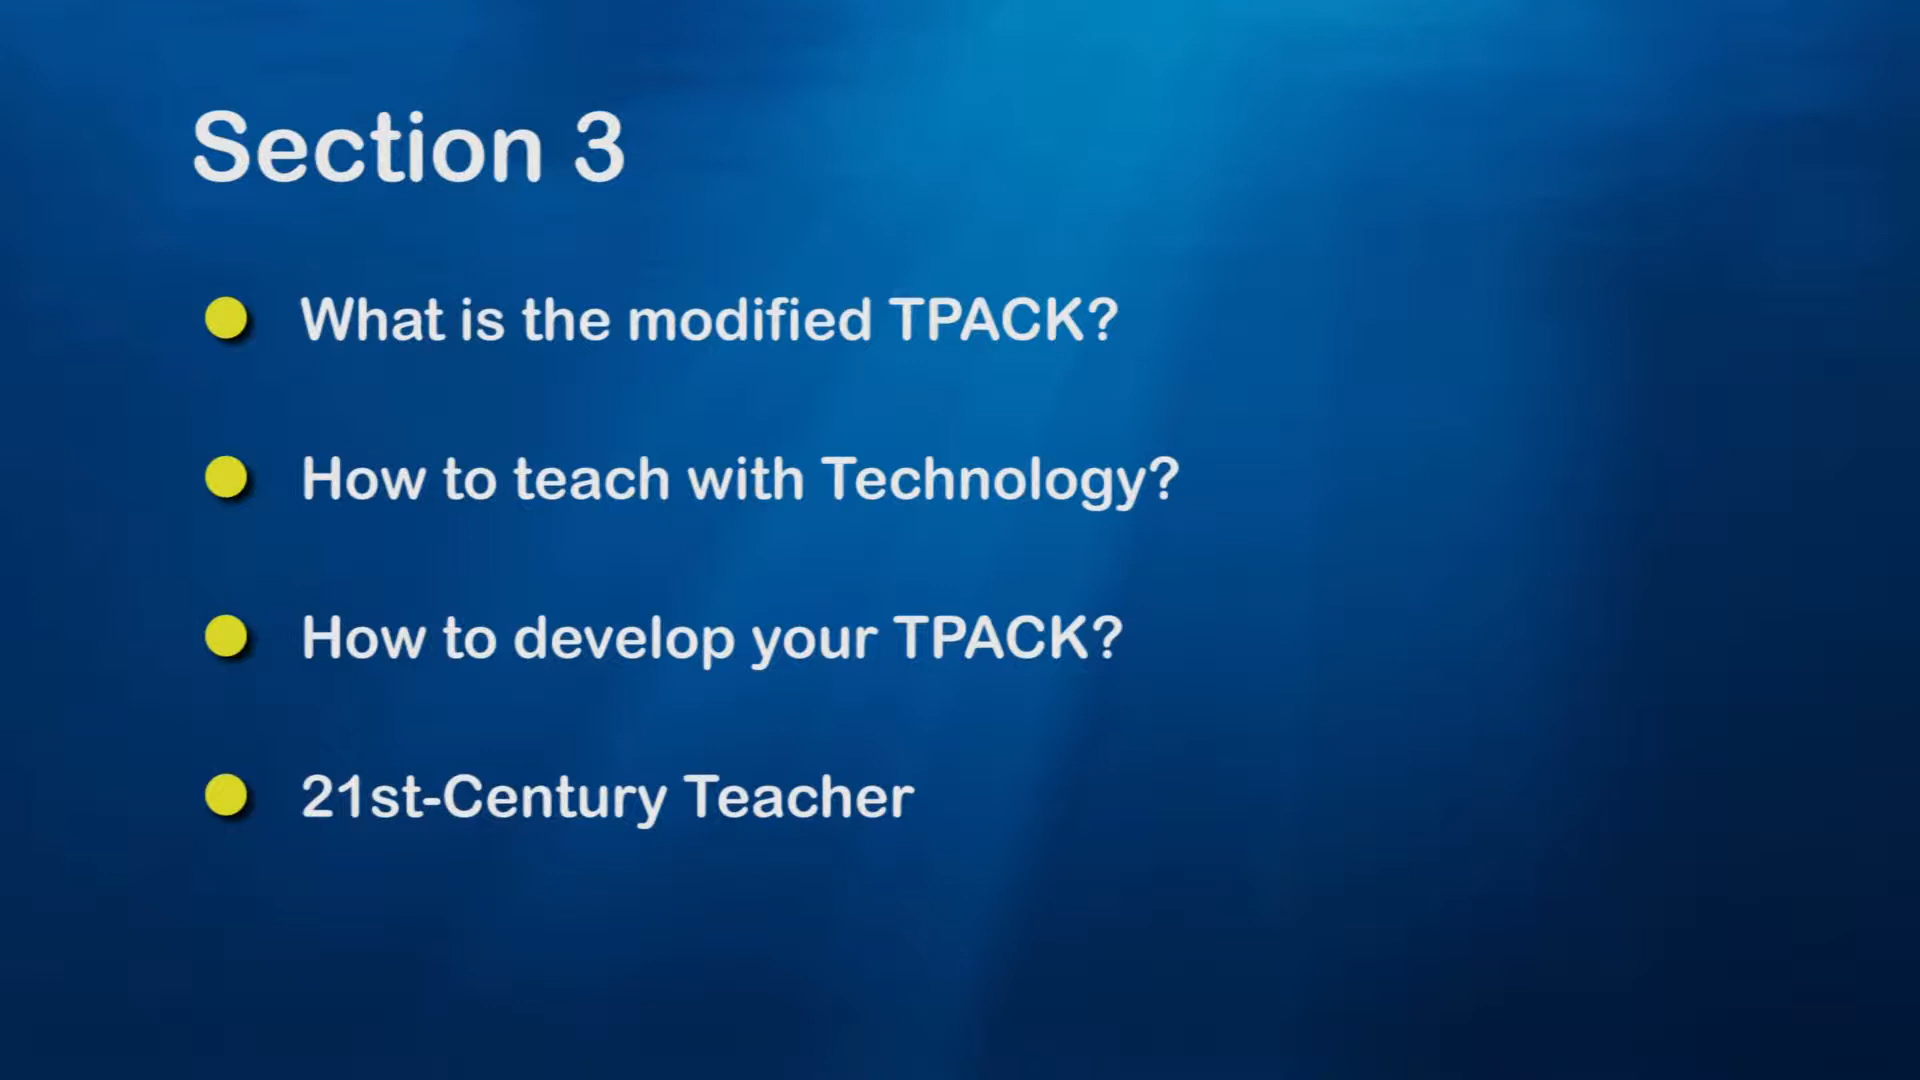 Section 3
What is the modified TPACK?
How to teach with Technology?
How to develop your TPACK?
21st-Century Teacher